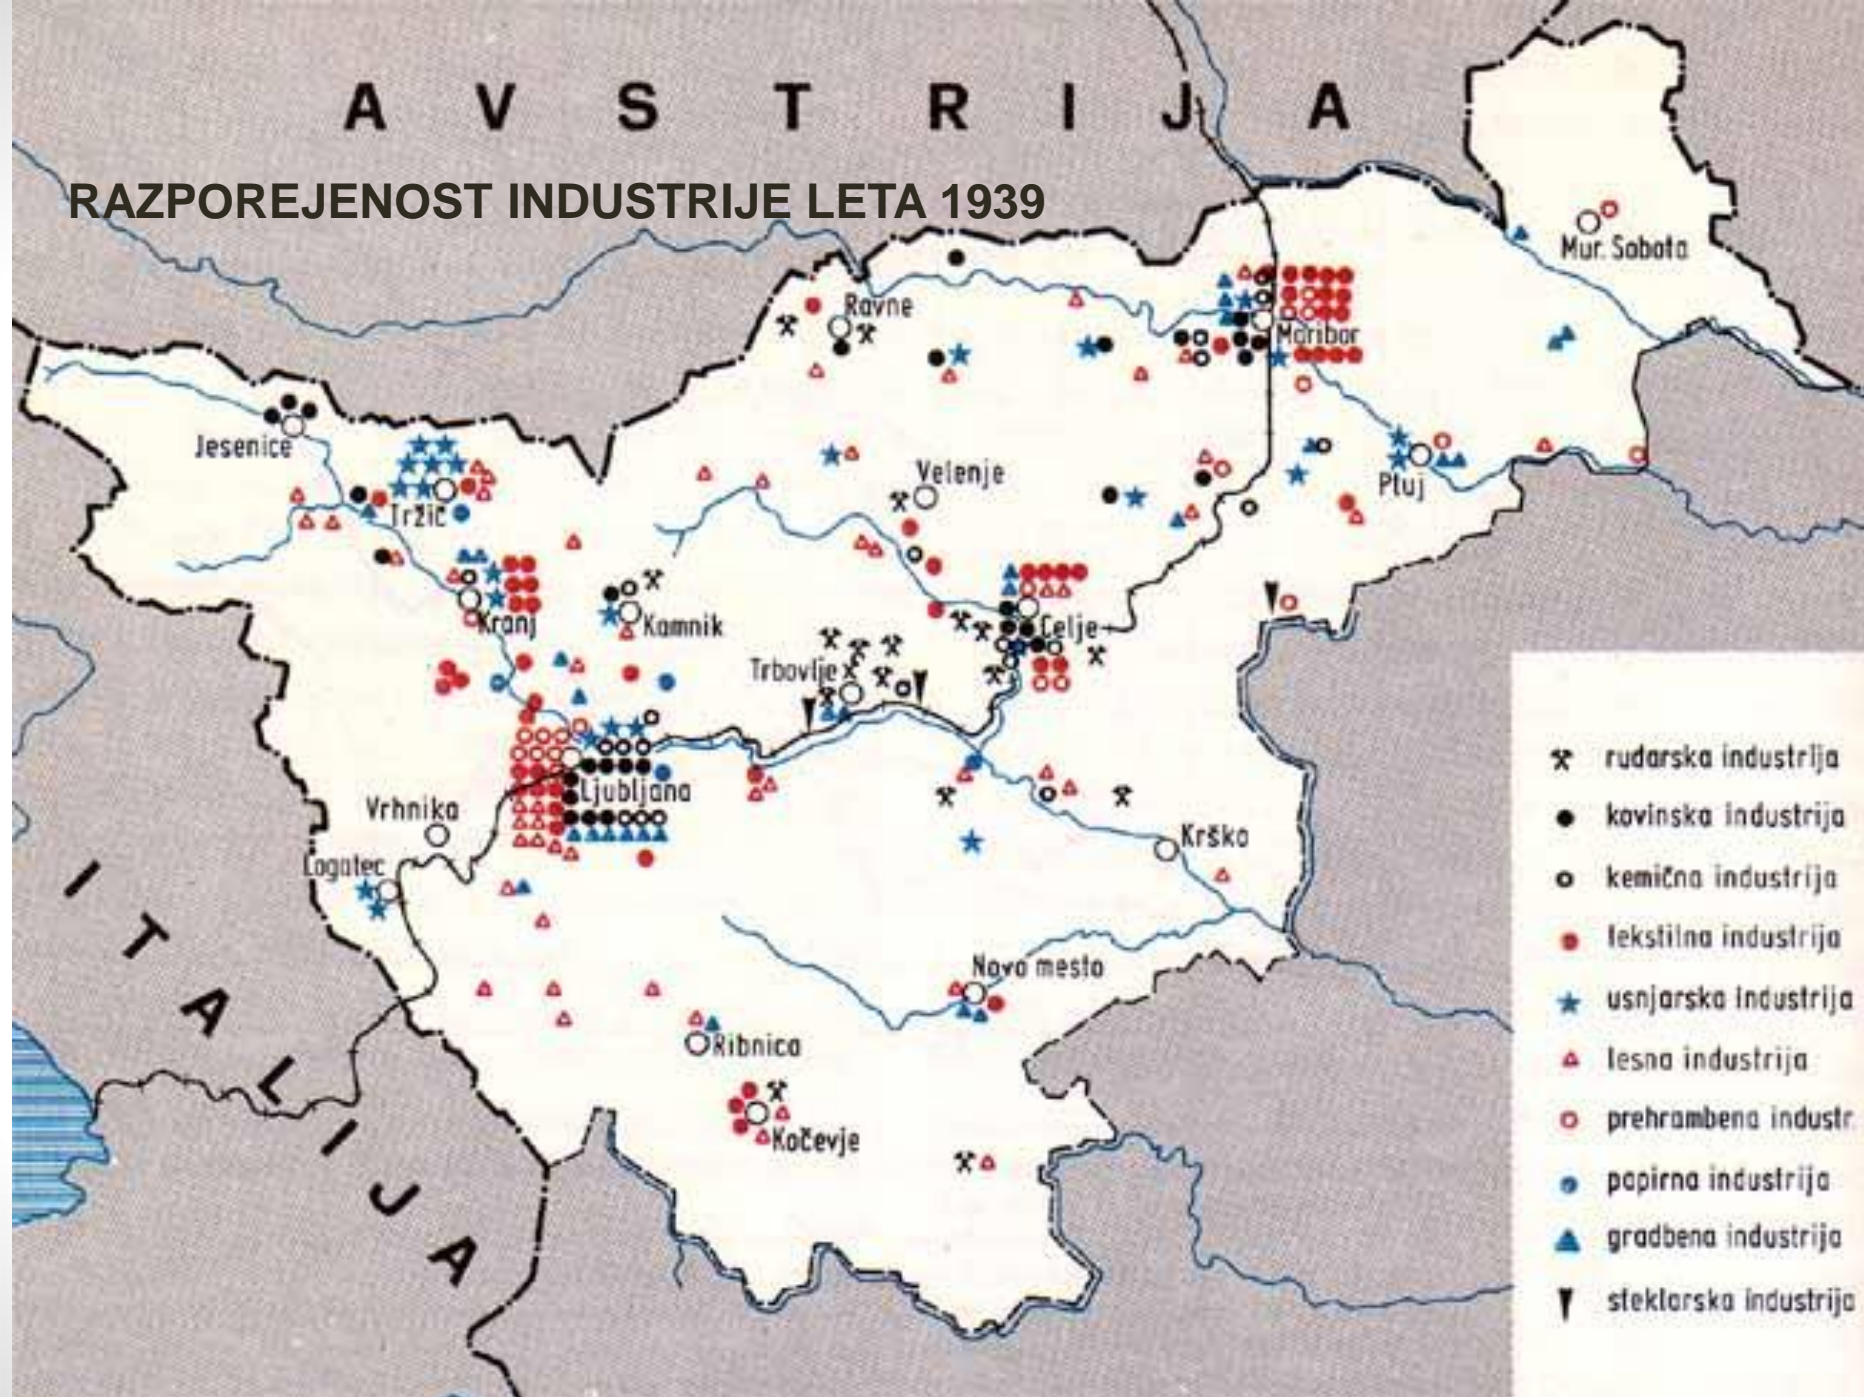 AVSTRIJA
RAZPOREJENOST INDUSTRIJE LETA 1939
Mur. Sobota
Ravne
Maribor
Jesenice
Velenje
Ptuj
Tržič
Kranj
Kamnik
Celje
Trbovlje
Ljubljana
Vrhnika
Krško
Logatec
Novo mesto
Ribnica
Kočevje
ITALIJA
rudarska industrija
kovinska industrija
kemična industrija
tekstilna industrija
usnjarska industrija
lesna industrija
prehrambena industr.
papirna industrija
gradbena industrija
steklarska industrija